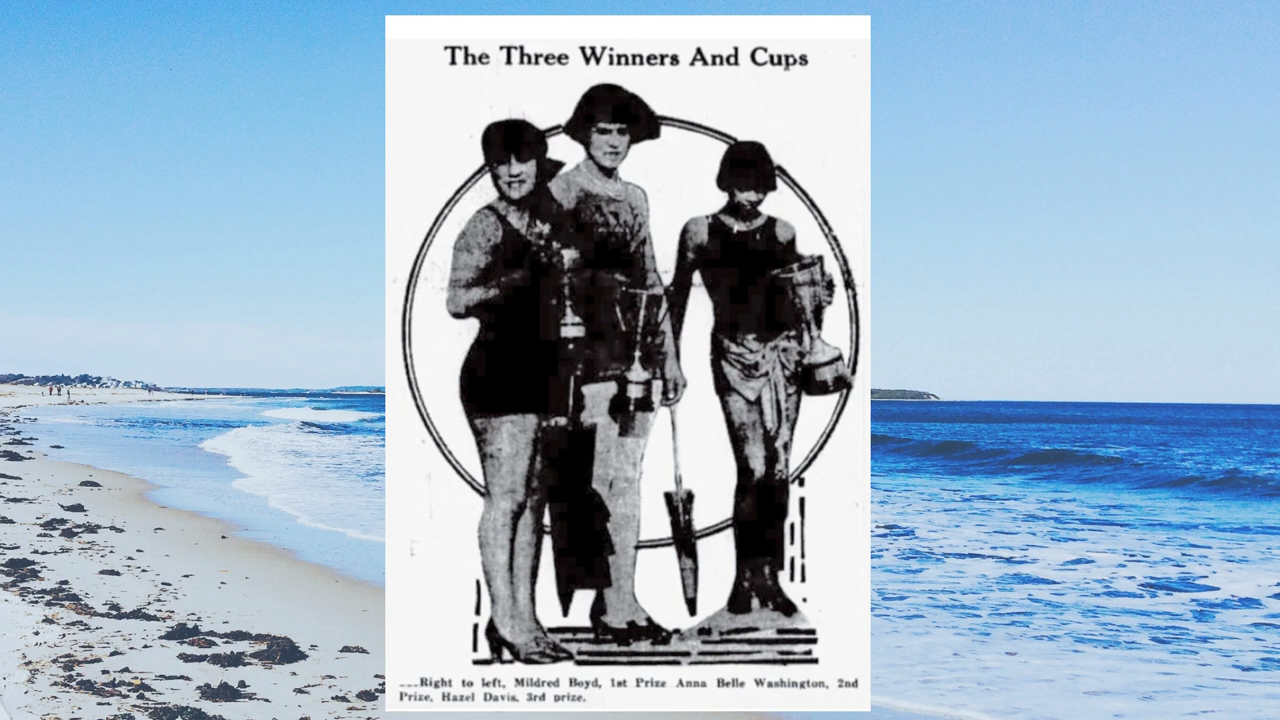 The Three Winners And Cups
...Right to left, Mildred Boyd, 1st Prize Anna Belle Washington, 2nd
Prize, Hazel Davis, 3rd prize.